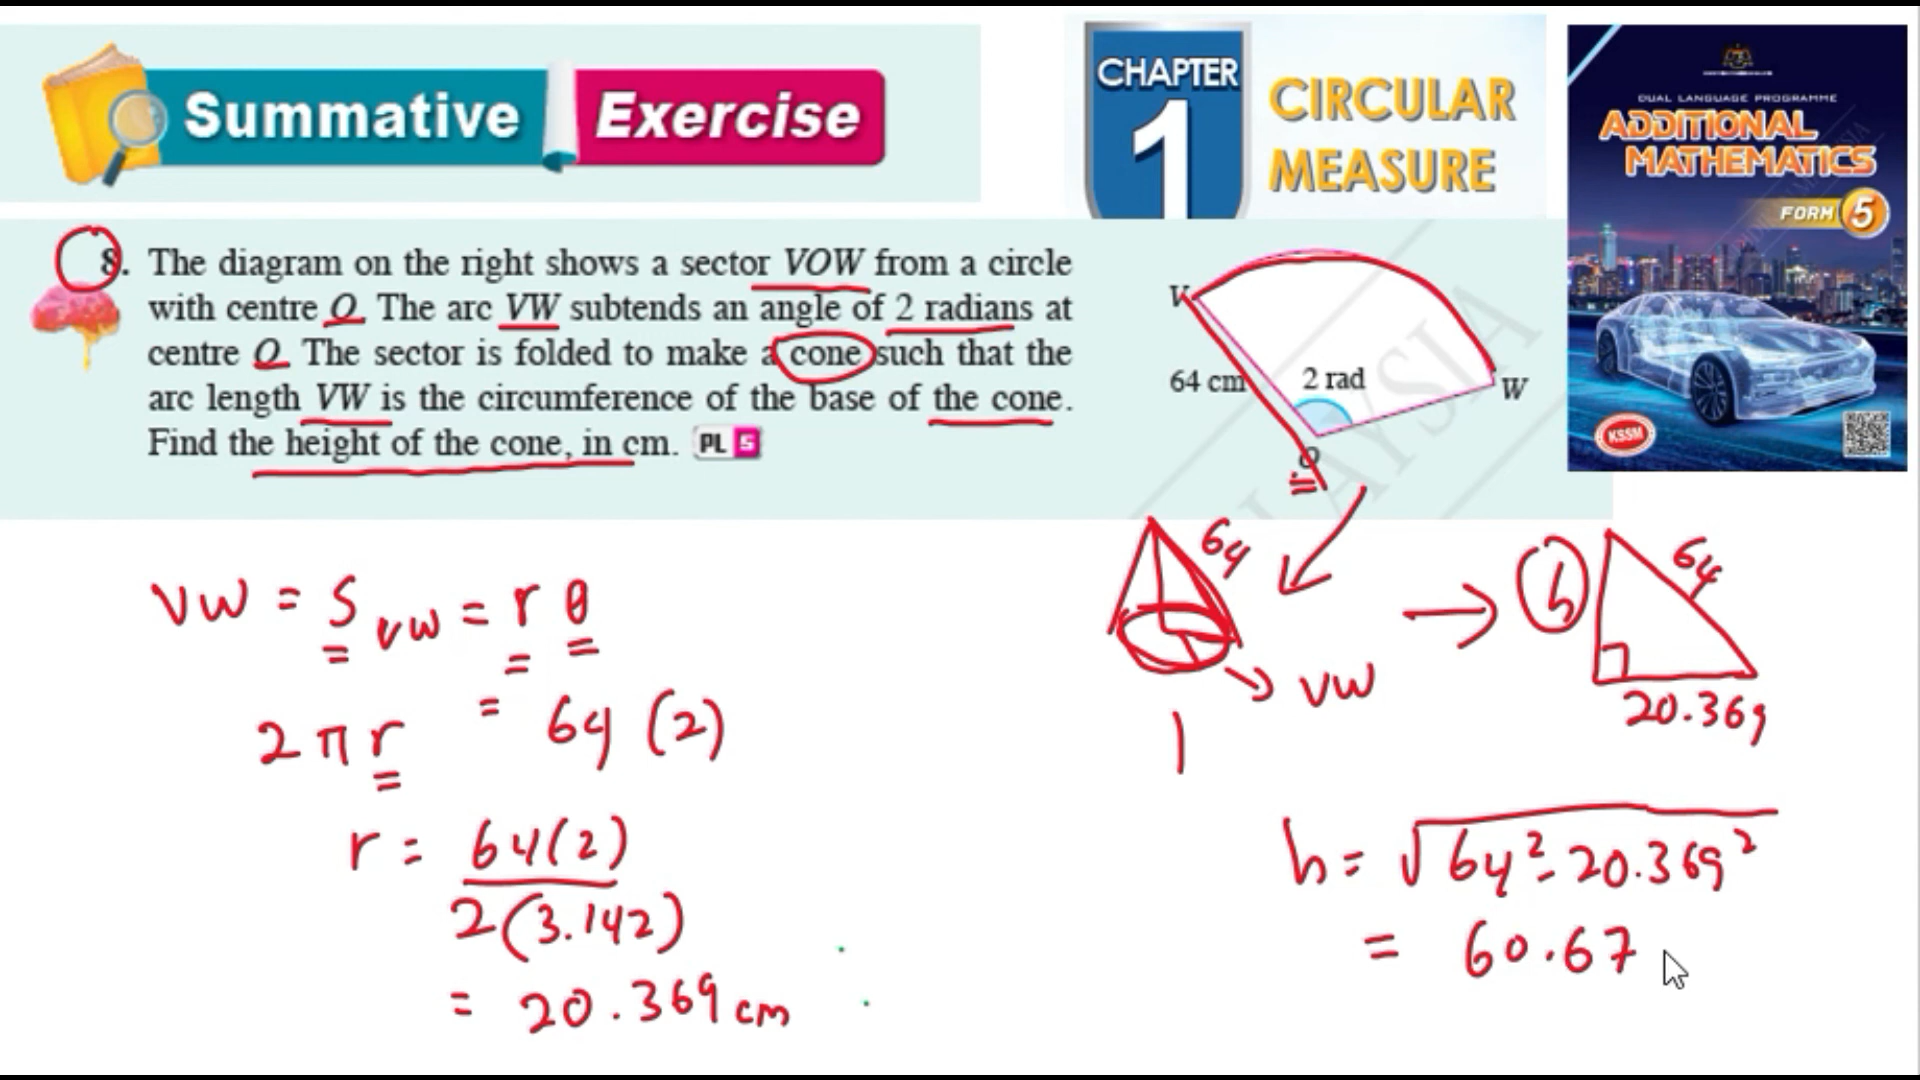 Summative Exercise
CHAPTER
1
CIRCULAR
MEASURE
DUAL LANGUAGE PROGRAMME
ADDITIONAL
MATHEMATICS
FORM 5
KSSM
8. The diagram on the right shows a sector VOW from a circle
with centre O. The arc VW subtends an angle of 2 radians at
centre O. The sector is folded to make a cone such that the
arc length VW is the circumference of the base of the cone.
Find the height of the cone, in cm. PL 5
V
64 cm
2 rad
W
O
VW = S VW = r θ
2 π r = 64 (2)
r = 64(2)
2(3.142)
= 20.369 cm
64
VW
h
64
20.369
h = √64² - 20.369²
= 60.67